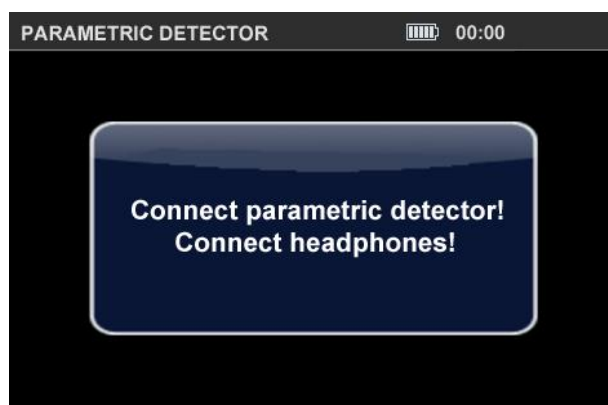 PARAMETRIC DETECTOR 00:00
Connect parametric detector!
Connect headphones!